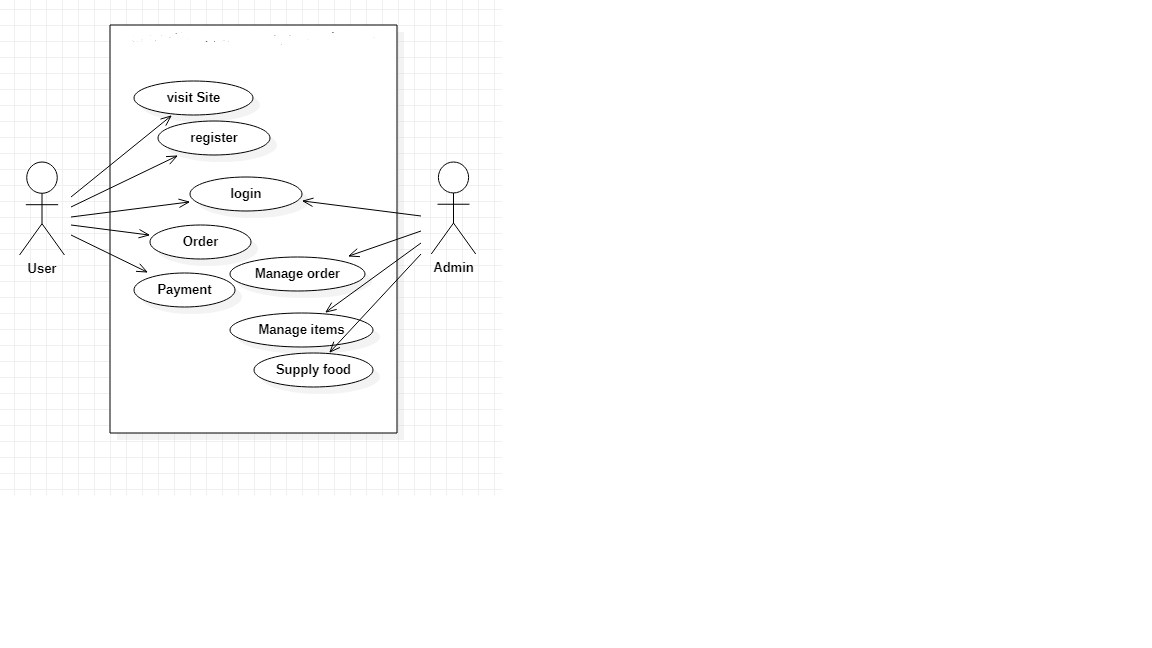 visit Site
register
login
Order
Manage order
Payment
Manage items
Supply food
User
Admin